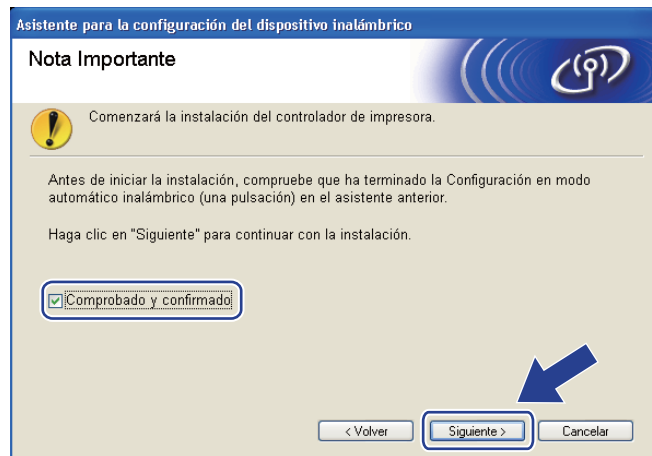 Asistente para la configuración del dispositivo inalámbrico
Nota Importante
Comenzará la instalación del controlador de impresora.
Antes de iniciar la instalación, compruebe que ha terminado la Configuración en modo
automático inalámbrico (una pulsación) en el asistente anterior.
Haga clic en "Siguiente" para continuar con la instalación.
Comprobado y confirmado
< Volver
Siguiente >
Cancelar